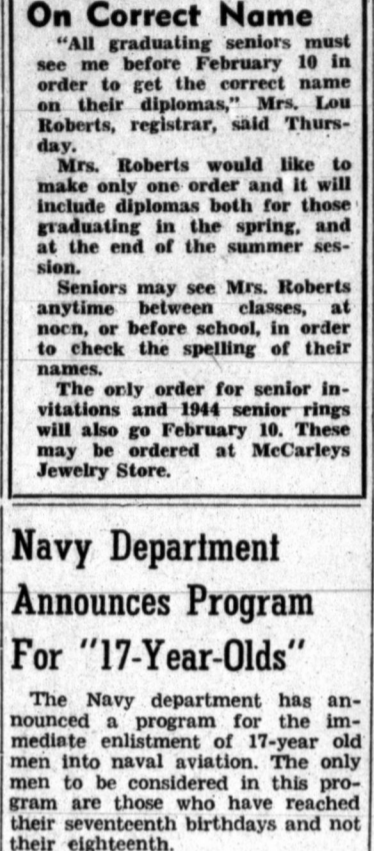 On Correct Name
"All graduating seniors must
see me before February 10 in
order to get the correct name
on their diplomas," Mrs. Lou
Roberts, registrar, said Thurs-
day.
Mrs. Roberts would like to
make only one order and it will
include diplomas both for those
graduating in the spring, and
at the end of the summer ses-
sion.
Seniors may see Mrs. Roberts
anytime between classes, at
noon, or before school, in order
to check the spelling of their
names.
The only order for senior in-
vitations and 1944 senior rings
will also go February 10. These
may be ordered at McCarleys
Jewelry Store.
Navy Department
Announces Program
For "17-Year-Olds"
The Navy department has an-
nounced a program for the im-
mediate enlistment of 17-year old
men into naval aviation. The only
men to be considered in this pro-
gram are those who have reached
their seventeenth birthdays and not
their eighteenth.